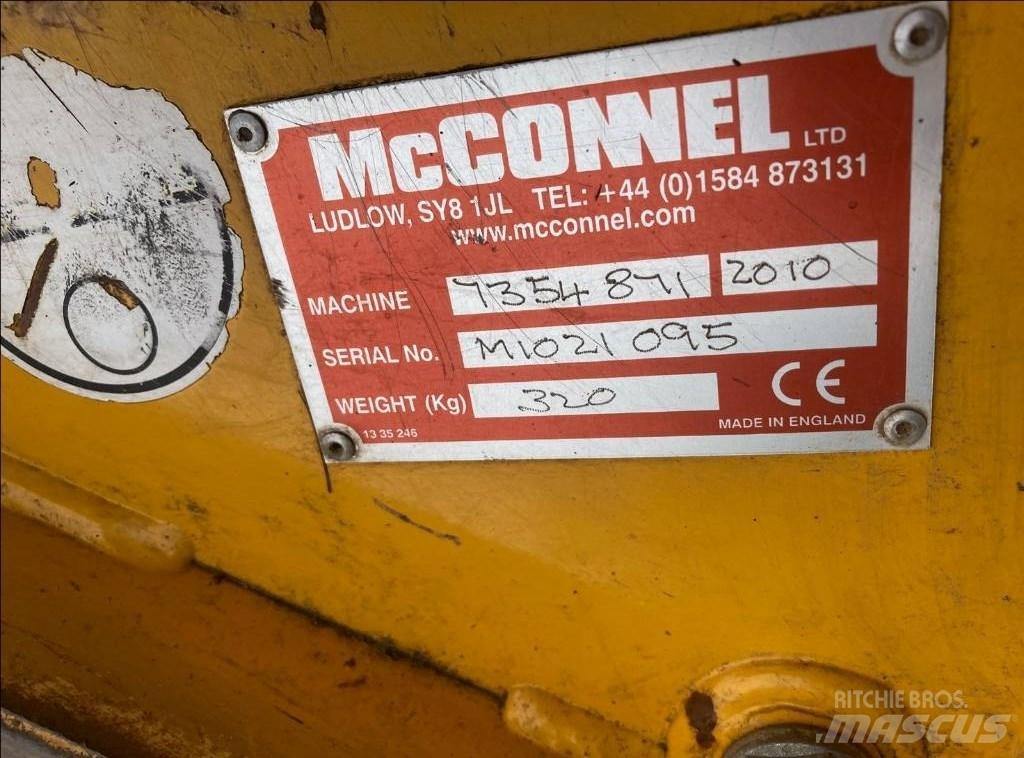 McCONNEL LTD
LUDLOW, SY8 1JL TEL: +44 (0)1584 873131
www.mcconnel.com
MACHINE 7354 871 2010
SERIAL No. M1021095
WEIGHT (Kg) 320
CE
13 35 246 MADE IN ENGLAND
RITCHIE BROS.
MASCUS